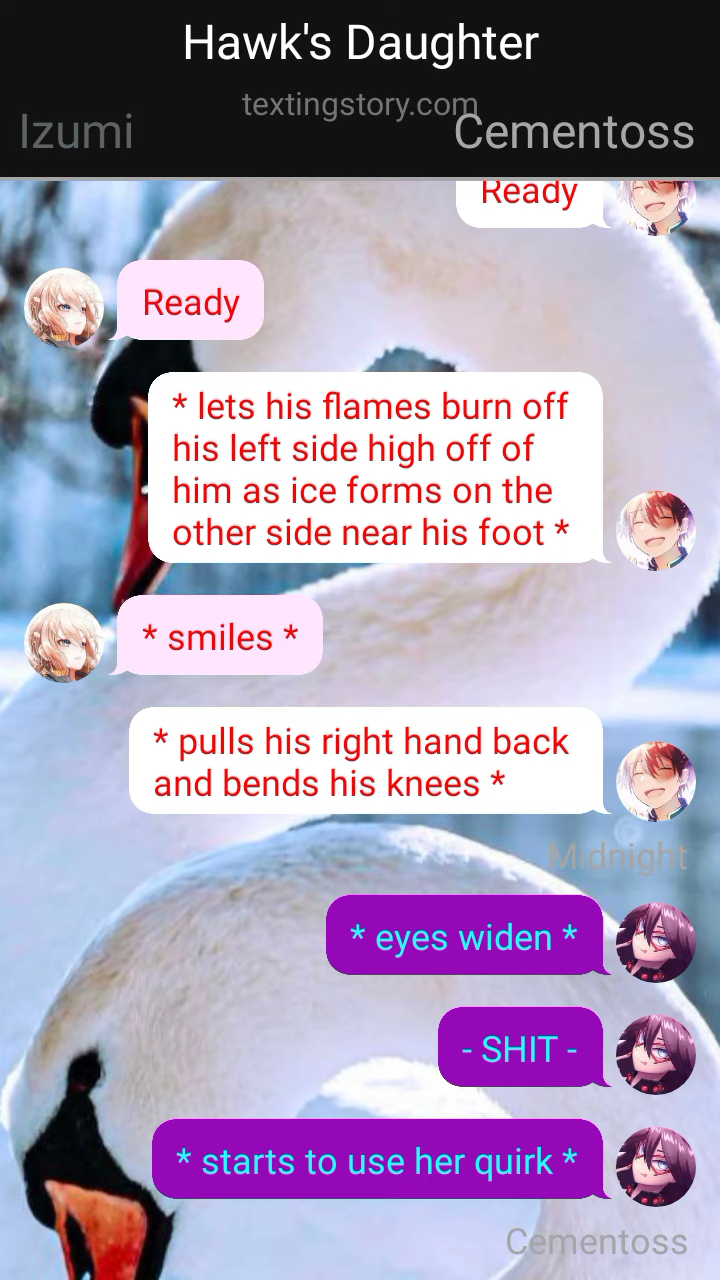 Hawk's Daughter
textingstory.com
Izumi
Cementoss
Ready
Ready
* lets his flames burn off
his left side high off of
him as ice forms on the
other side near his foot *
* smiles *
* pulls his right hand back
and bends his knees *
Midnight
* eyes widen *
- SHIT -
* starts to use her quirk *
Cementoss